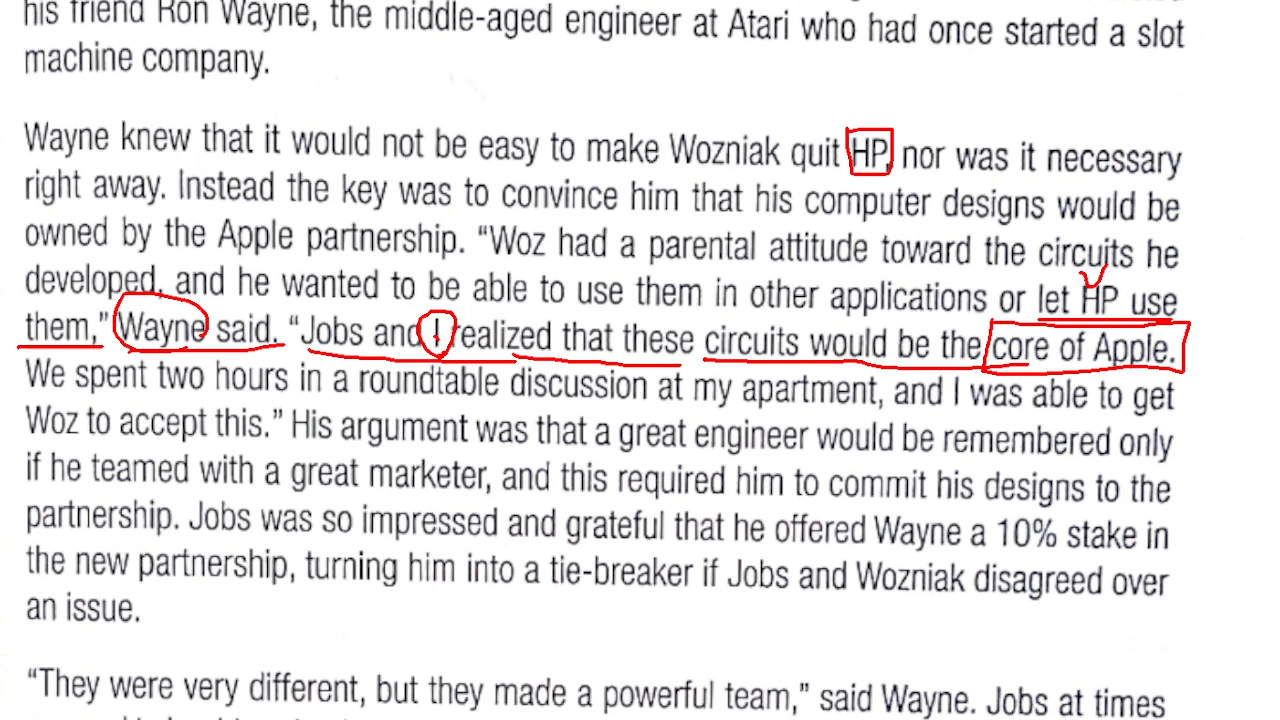 his friend Ron Wayne, the middle-aged engineer at Atari who had once started a slot
machine company.
Wayne knew that it would not be easy to make Wozniak quit HP, nor was it necessary
right away. Instead the key was to convince him that his computer designs would be
owned by the Apple partnership. “Woz had a parental attitude toward the circuits he
developed, and he wanted to be able to use them in other applications or let HP use
them,” Wayne said. “Jobs and I realized that these circuits would be the core of Apple.
We spent two hours in a roundtable discussion at my apartment, and I was able to get
Woz to accept this.” His argument was that a great engineer would be remembered only
if he teamed with a great marketer, and this required him to commit his designs to the
partnership. Jobs was so impressed and grateful that he offered Wayne a 10% stake in
the new partnership, turning him into a tie-breaker if Jobs and Wozniak disagreed over
an issue.
“They were very different, but they made a powerful team,” said Wayne. Jobs at times